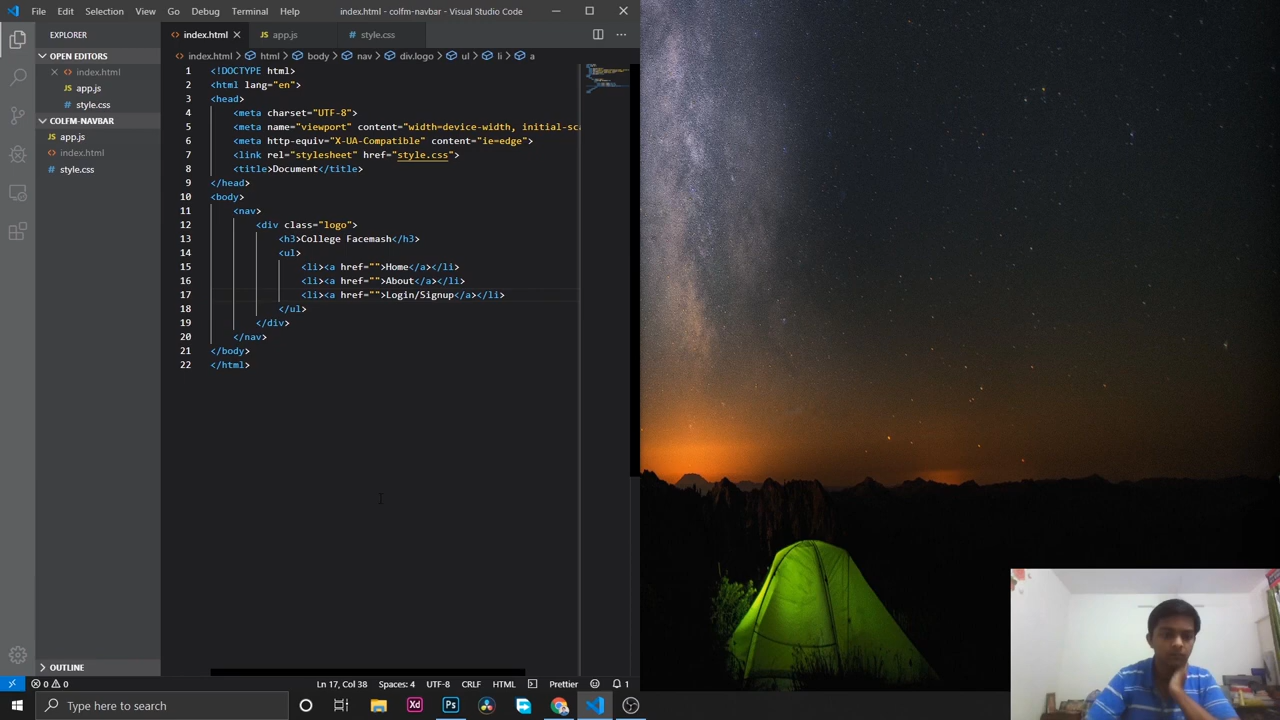 File Edit Selection View Go Debug Terminal Help index.html - colfm-navbar - Visual Studio Code
EXPLORER
OPEN EDITORS
index.html
app.js
style.css
COLFM-NAVBAR
app.js
index.html
style.css
OUTLINE
index.html app.js style.css
index.html > html > body > nav > div.logo > ul > li > a
1 <!DOCTYPE html>
2 <html lang="en">
3 <head>
4 <meta charset="UTF-8">
5 <meta name="viewport" content="width=device-width, initial-sca
6 <meta http-equiv="X-UA-Compatible" content="ie=edge">
7 <link rel="stylesheet" href="style.css">
8 <title>Document</title>
9 </head>
10 <body>
11 <nav>
12 <div class="logo">
13 <h3>College Facemash</h3>
14 <ul>
15 <li><a href="">Home</a></li>
16 <li><a href="">About</a></li>
17 <li><a href="">Login/Signup</a></li>
18 </ul>
19 </div>
20 </nav>
21 </body>
22 </html>
0 0 Ln 17, Col 38 Spaces: 4 UTF-8 CRLF HTML Prettier 1
Type here to search Xd Ps